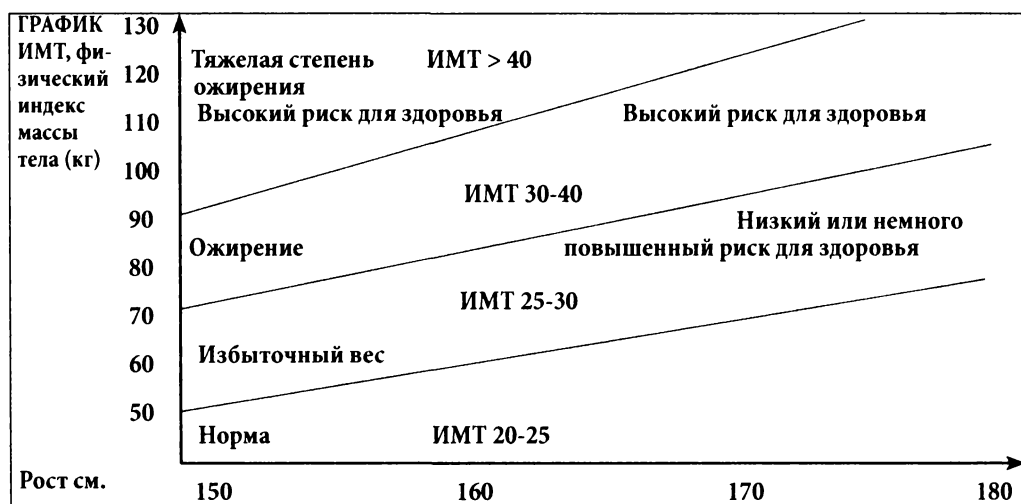 ГРАФИК
ИМТ, фи-
зический
индекс
массы
тела (кг)
130
120
110
100
90
80
70
60
50
Тяжелая степень ИМТ > 40
ожирения
Высокий риск для здоровья Высокий риск для здоровья
ИМТ 30-40
Низкий или немного
Ожирение повышенный риск для здоровья
ИМТ 25-30
Избыточный вес
Норма ИМТ 20-25
Рост см. 150 160 170 180